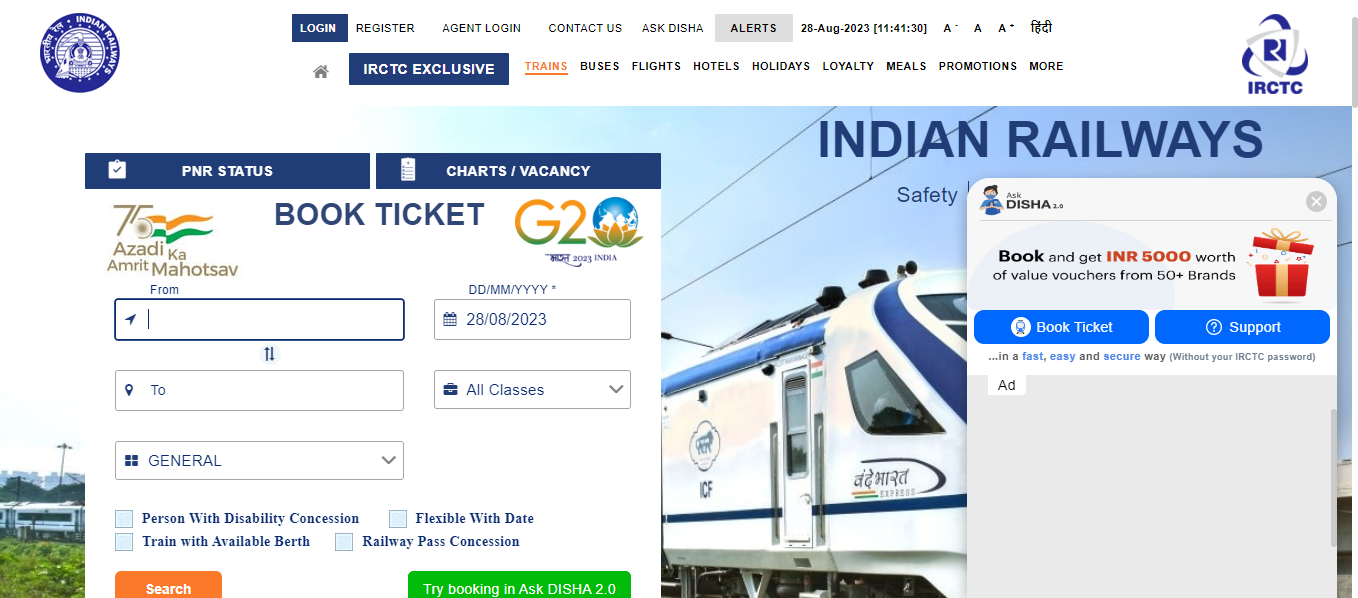 INDIAN RAILWAYS
भारतीय रेल
LOGIN REGISTER AGENT LOGIN CONTACT US ASK DISHA ALERTS 28-Aug-2023 [11:41:30] A - A A + हिंदी
IRCTC EXCLUSIVE TRAINS BUSES FLIGHTS HOTELS HOLIDAYS LOYALTY MEALS PROMOTIONS MORE
IRCTC
INDIAN RAILWAYS
Safety
PNR STATUS CHARTS / VACANCY
75 Azadi Ka
Amrit Mahotsav
BOOK TICKET
G20
भारत 2023 INDIA
From DD/MM/YYYY *
28/08/2023
To All Classes
GENERAL
Person With Disability Concession Flexible With Date
Train with Available Berth Railway Pass Concession
Search Try booking in Ask DISHA 2.0
ICF
वंदे भारत
EXPRESS
Ask
DISHA 2.0
Book and get INR 5000 worth
of value vouchers from 50+ Brands
Book Ticket Support
...in a fast, easy and secure way (Without your IRCTC password)
Ad